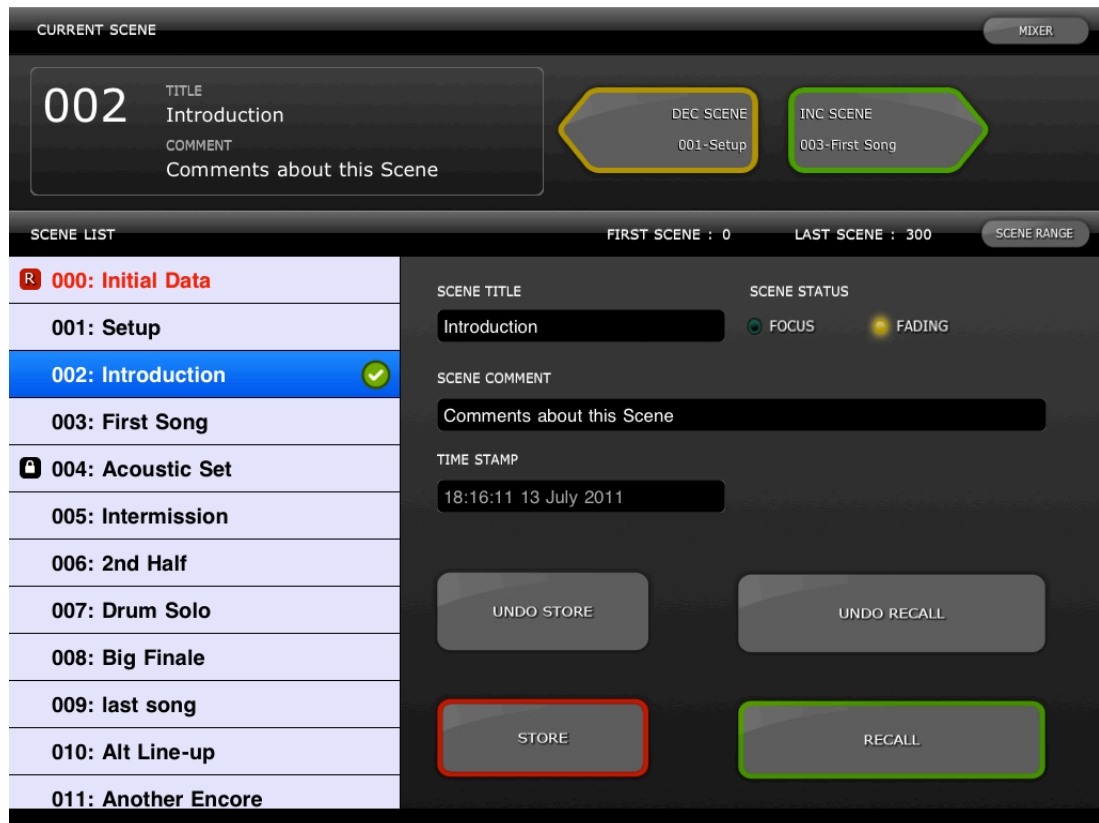 CURRENT SCENE
MIXER
002
TITLE
Introduction
COMMENT
Comments about this Scene
DEC SCENE
001-Setup
INC SCENE
003-First Song
SCENE LIST
FIRST SCENE : 0
LAST SCENE : 300
SCENE RANGE
R 000: Initial Data
001: Setup
002: Introduction
003: First Song
004: Acoustic Set
005: Intermission
006: 2nd Half
007: Drum Solo
008: Big Finale
009: last song
010: Alt Line-up
011: Another Encore
SCENE TITLE
Introduction
SCENE STATUS
FOCUS
FADING
SCENE COMMENT
Comments about this Scene
TIME STAMP
18:16:11 13 July 2011
UNDO STORE
UNDO RECALL
STORE
RECALL